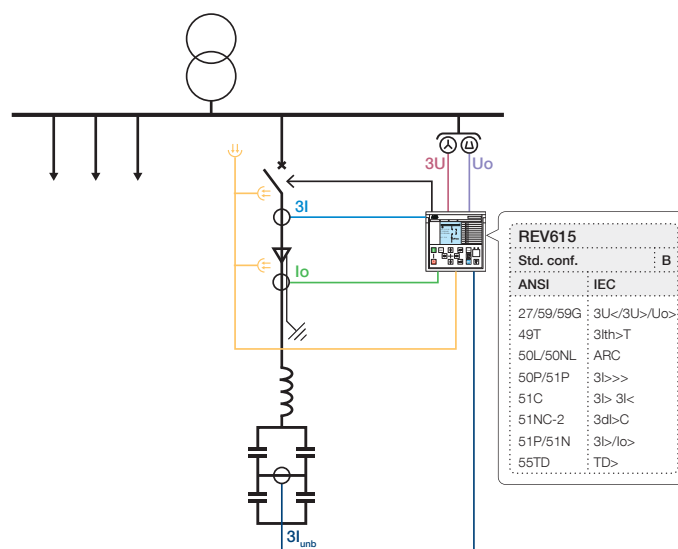 3U Uo
3I
Io
3Iunb
REV615
Std. conf. B
ANSI IEC
27/59/59G 3U</3U>/Uo>
49T 3Ith>T
50L/50NL ARC
50P/51P 3I>>>
51C 3I> 3I<
51NC-2 3dI>C
51P/51N 3I>/Io>
55TD TD>